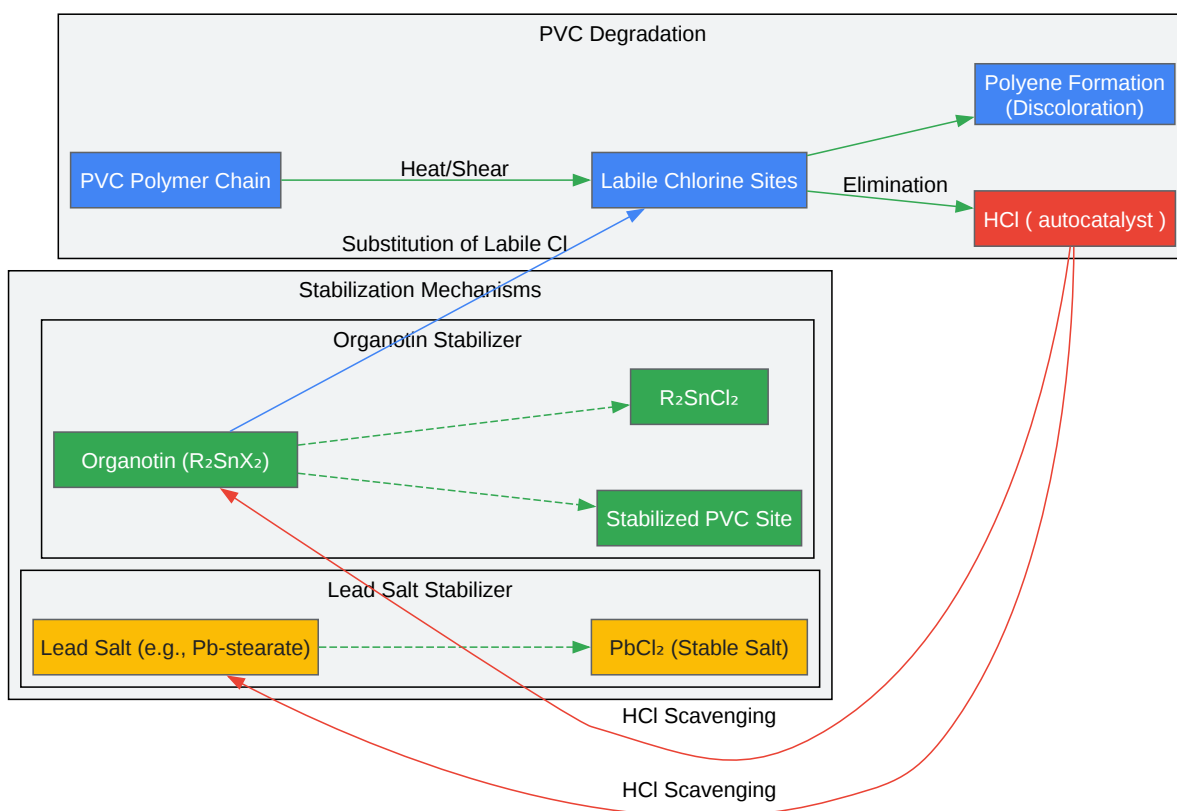 PVC Degradation
Polyene Formation
(Discoloration)
PVC Polymer Chain
Heat/Shear
Labile Chlorine Sites
Elimination
HCl ( autocatalyst )
Substitution of Labile Cl
Stabilization Mechanisms
Organotin Stabilizer
R₂SnCl₂
Organotin (R₂SnX₂)
Stabilized PVC Site
Lead Salt Stabilizer
Lead Salt (e.g., Pb-stearate)
PbCl₂ (Stable Salt)
HCl Scavenging
HCl Scavenging